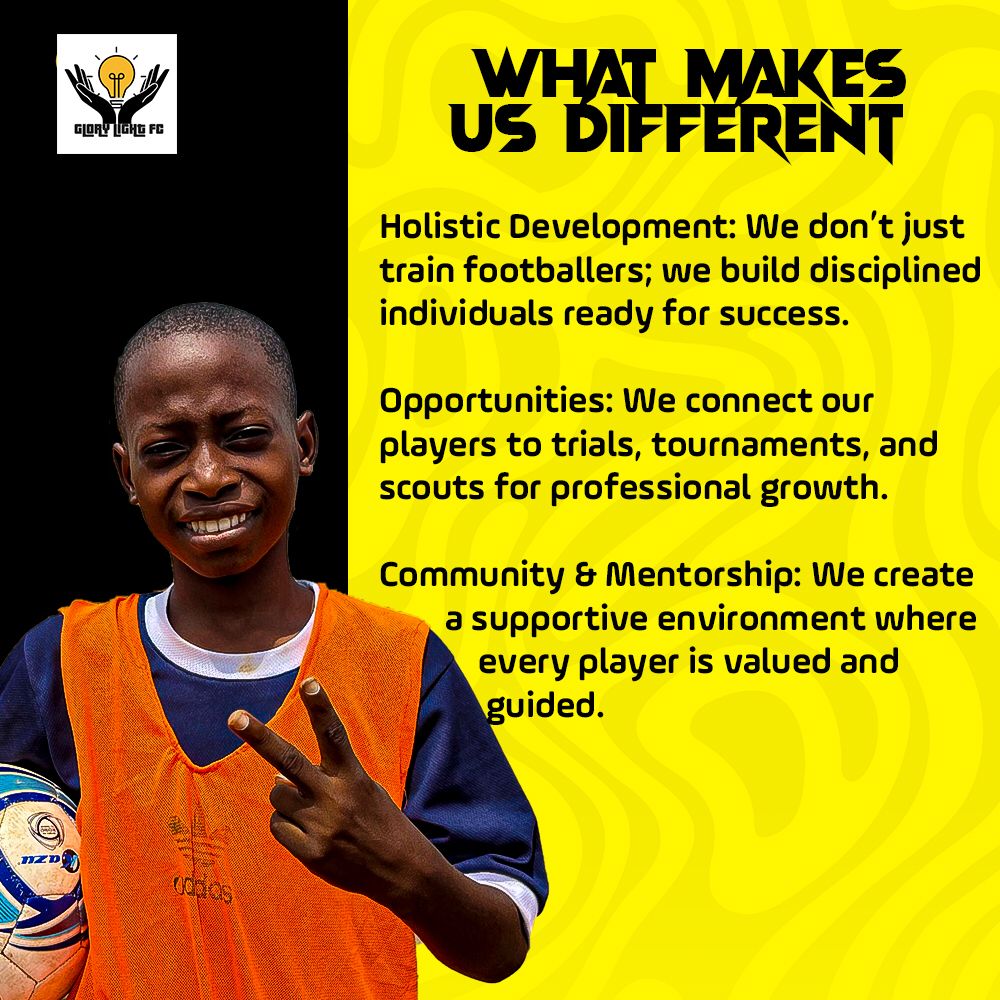 GLORY LIGHT FC
WHAT MAKES
US DIFFERENT
Holistic Development: We don't just
train footballers; we build disciplined
individuals ready for success.
Opportunities: We connect our
players to trials, tournaments, and
scouts for professional growth.
Community & Mentorship: We create
a supportive environment where
every player is valued and
guided.
adidas